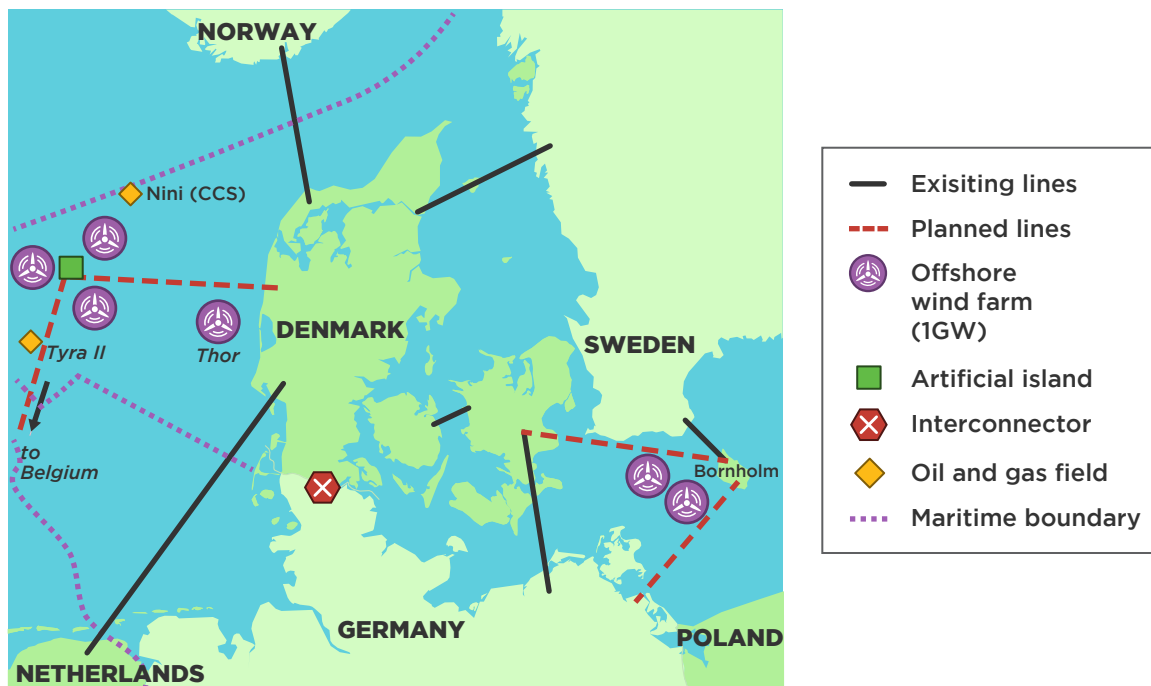 NORWAY
Nini (CCS)
DENMARK
Thor
Tyra II
SWEDEN
to
Belgium
Bornholm
GERMANY
POLAND
NETHERLANDS
Exisiting lines
Planned lines
Offshore
wind farm
(1GW)
Artificial island
Interconnector
Oil and gas field
Maritime boundary